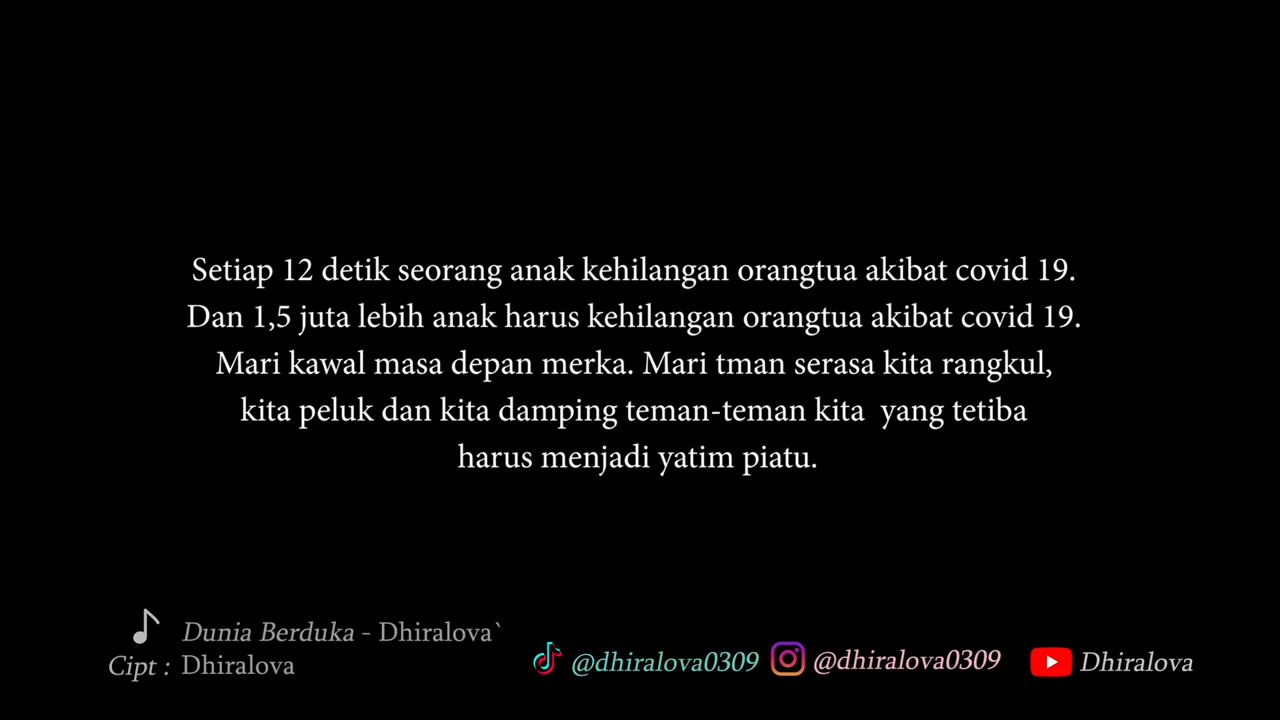 Setiap 12 detik seorang anak kehilangan orangtua akibat covid 19.
Dan 1,5 juta lebih anak harus kehilangan orangtua akibat covid 19.
Mari kawal masa depan merka. Mari tman serasa kita rangkul,
kita peluk dan kita damping teman-teman kita  yang tetiba
harus menjadi yatim piatu.
Dunia Berduka - Dhiralova`
Cipt : Dhiralova
@dhiralova0309 @dhiralova0309 Dhiralova